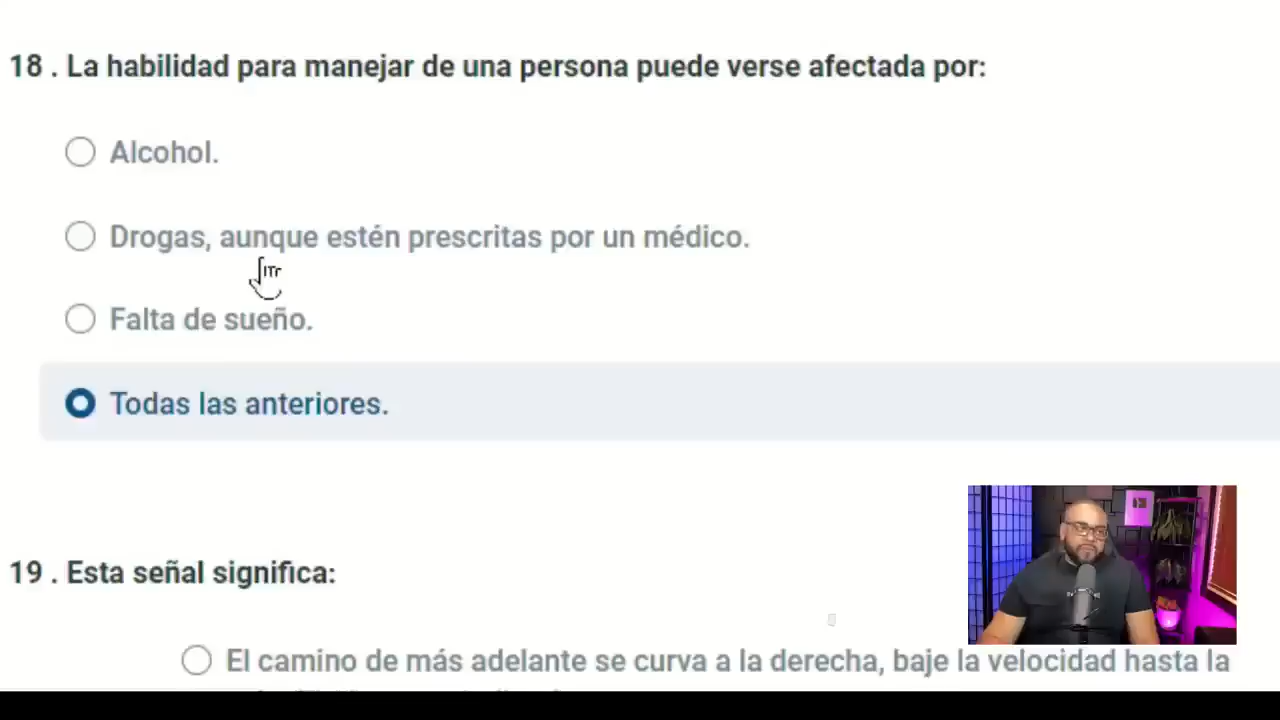 18 . La habilidad para manejar de una persona puede verse afectada por:
Alcohol.
Drogas, aunque estén prescritas por un médico.
Falta de sueño.
Todas las anteriores.
19 . Esta señal significa:
El camino de más adelante se curva a la derecha, baje la velocidad hasta la